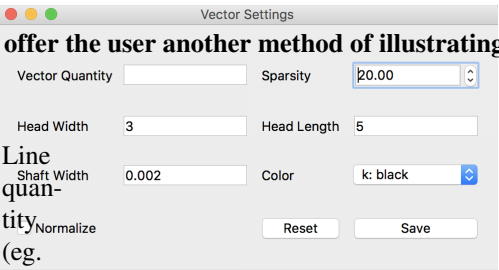 Vector Settings
offer the user another method of illustrating
Vector Quantity Sparsity 20.00
Head Width 3 Head Length 5
Line
Shaft Width 0.002 Color k: black
quan-
tity
Normalize Reset Save
(eg.